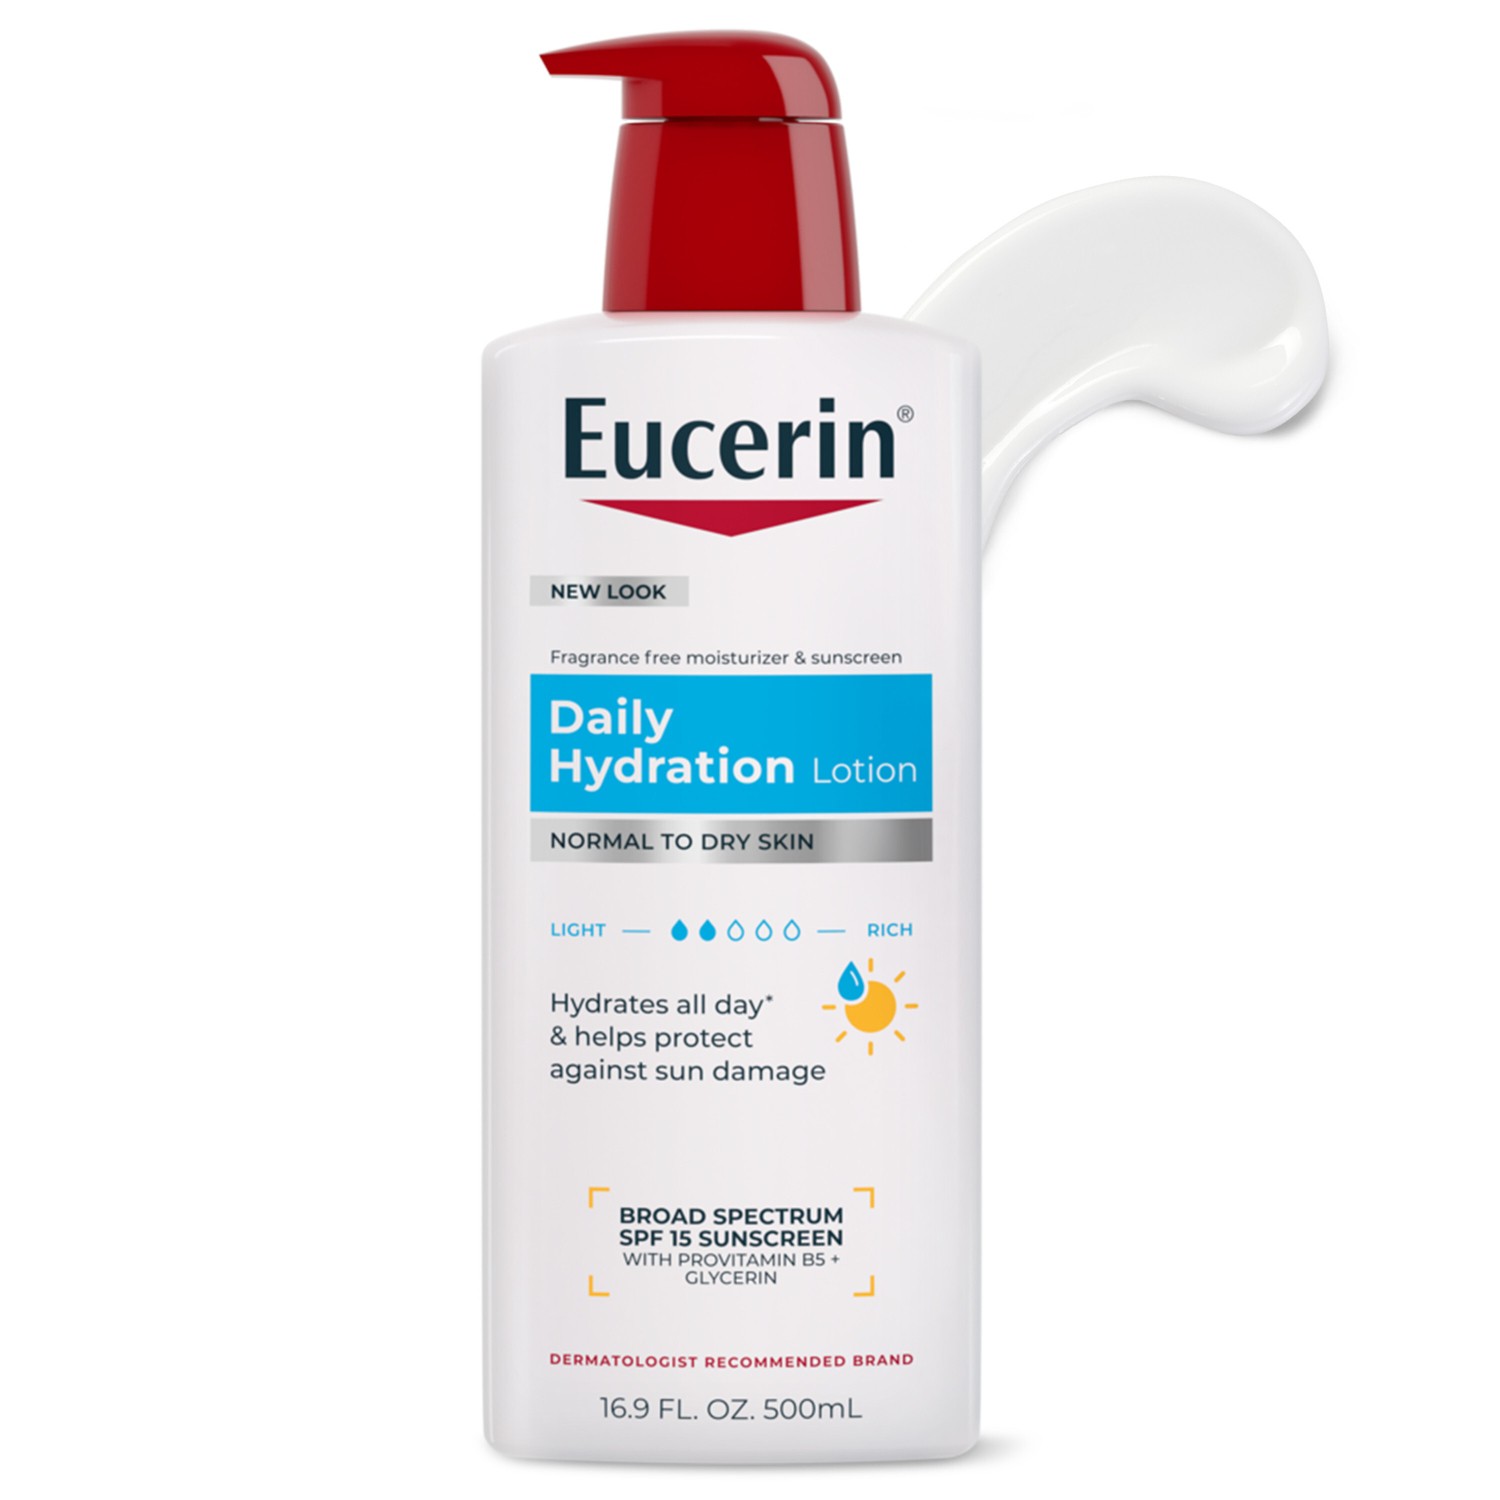 Eucerin®
NEW LOOK
Fragrance free moisturizer & sunscreen
Daily
Hydration Lotion
NORMAL TO DRY SKIN
LIGHT — — RICH
Hydrates all day*
& helps protect
against sun damage
BROAD SPECTRUM
SPF 15 SUNSCREEN
WITH PROVITAMIN B5 +
GLYCERIN
DERMATOLOGIST RECOMMENDED BRAND
16.9 FL. OZ. 500mL